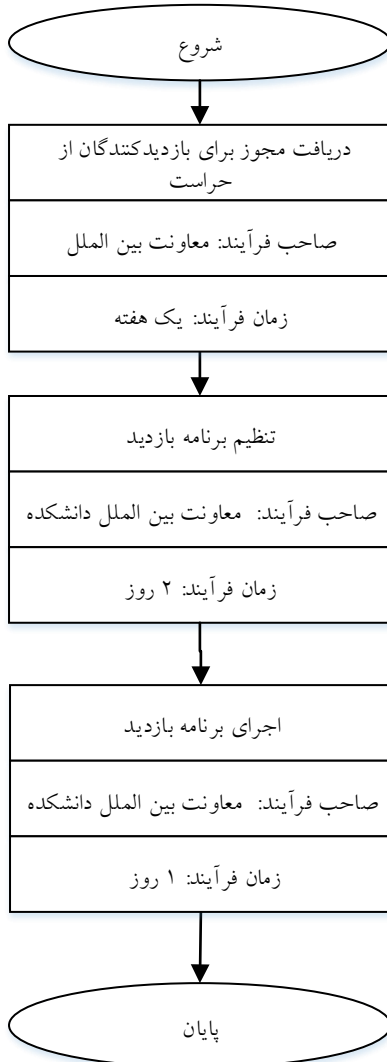 شروع
دریافت مجوز برای بازدیدکنندگان از
حراست
صاحب فرآیند: معاونت بین الملل
زمان فرآیند: یک هفته
تنظیم برنامه بازدید
صاحب فرآیند: معاونت بین الملل دانشکده
زمان فرآیند: ۲ روز
اجرای برنامه بازدید
صاحب فرآیند: معاونت بین الملل دانشکده
زمان فرآیند: ۱ روز
پایان